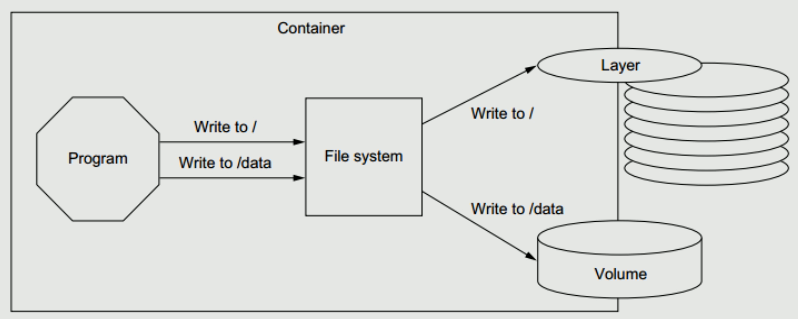 Container
Layer
Write to /
Write to /
Program
File system
Write to /data
Write to /data
Volume